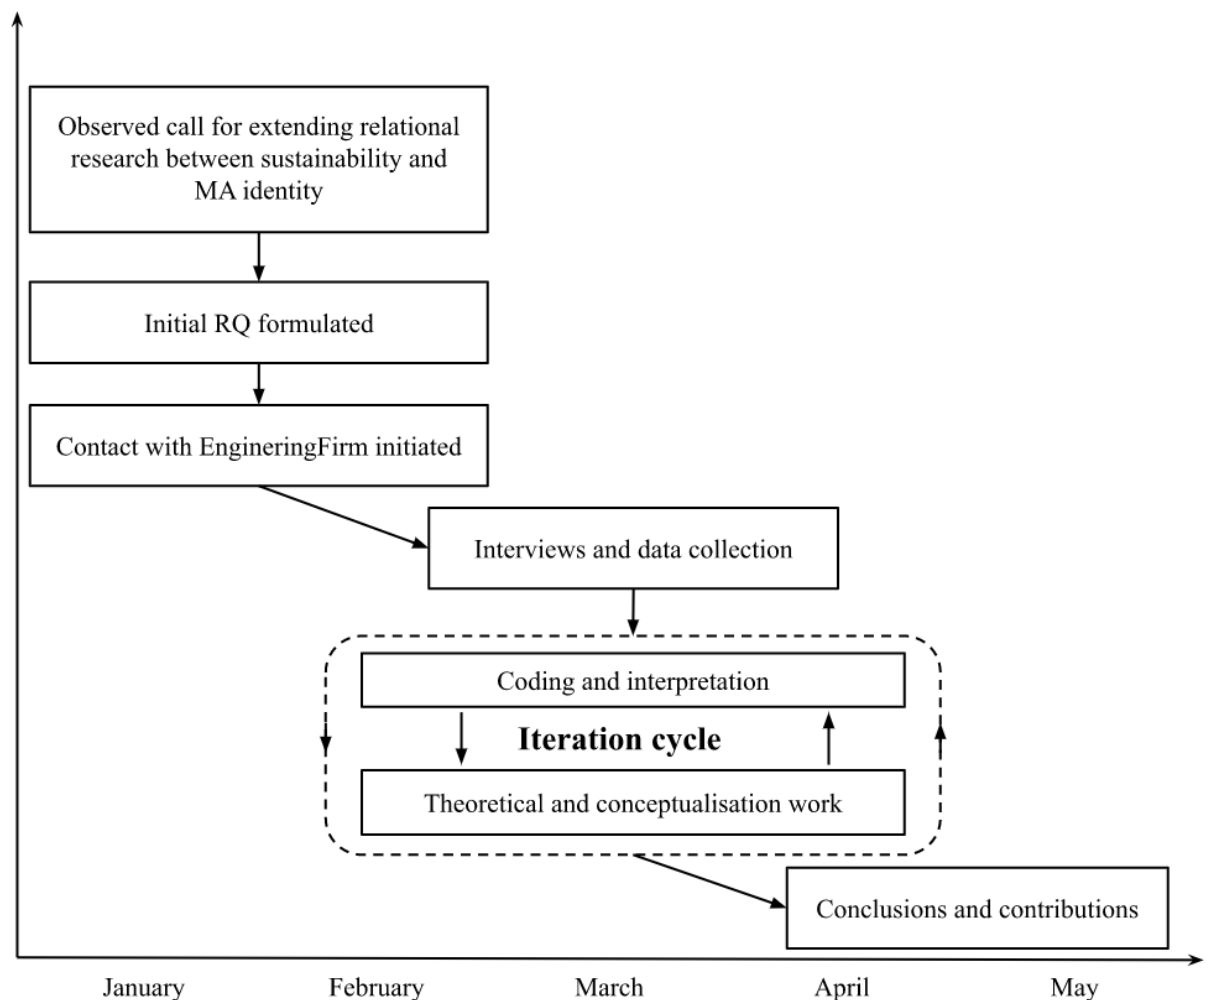 Observed call for extending relational
research between sustainability and
MA identity
Initial RQ formulated
Contact with EngineringFirm initiated
Interviews and data collection
Coding and interpretation
Iteration cycle
Theoretical and conceptualisation work
Conclusions and contributions
January February March April May